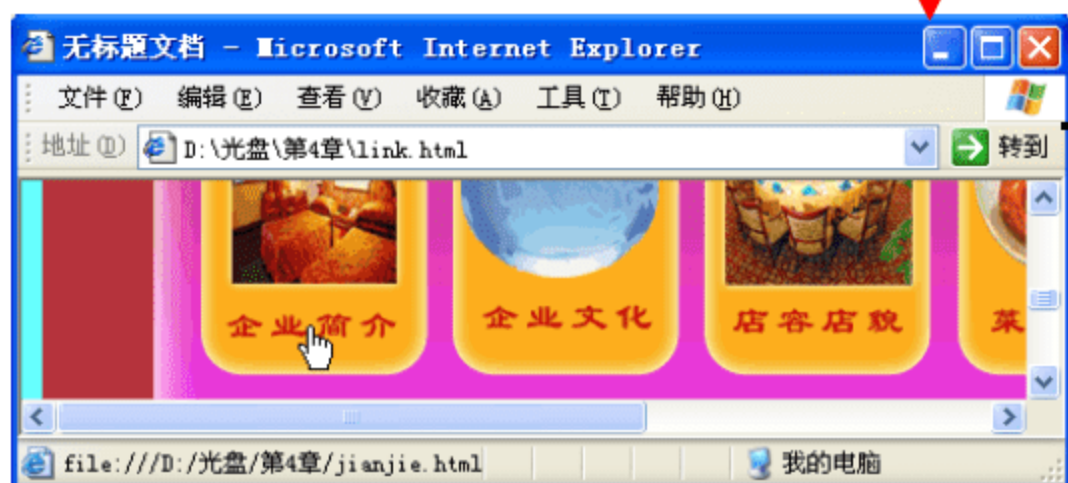 无标题文档 - Microsoft Internet Explorer
文件(F) 编辑(E) 查看(V) 收藏(A) 工具(T) 帮助(H)
地址(D) D:\光盘\第4章\link.html 转到
企业简介 企业文化 店容店貌 菜
file:///D:/光盘/第4章/jianjie.html 我的电脑